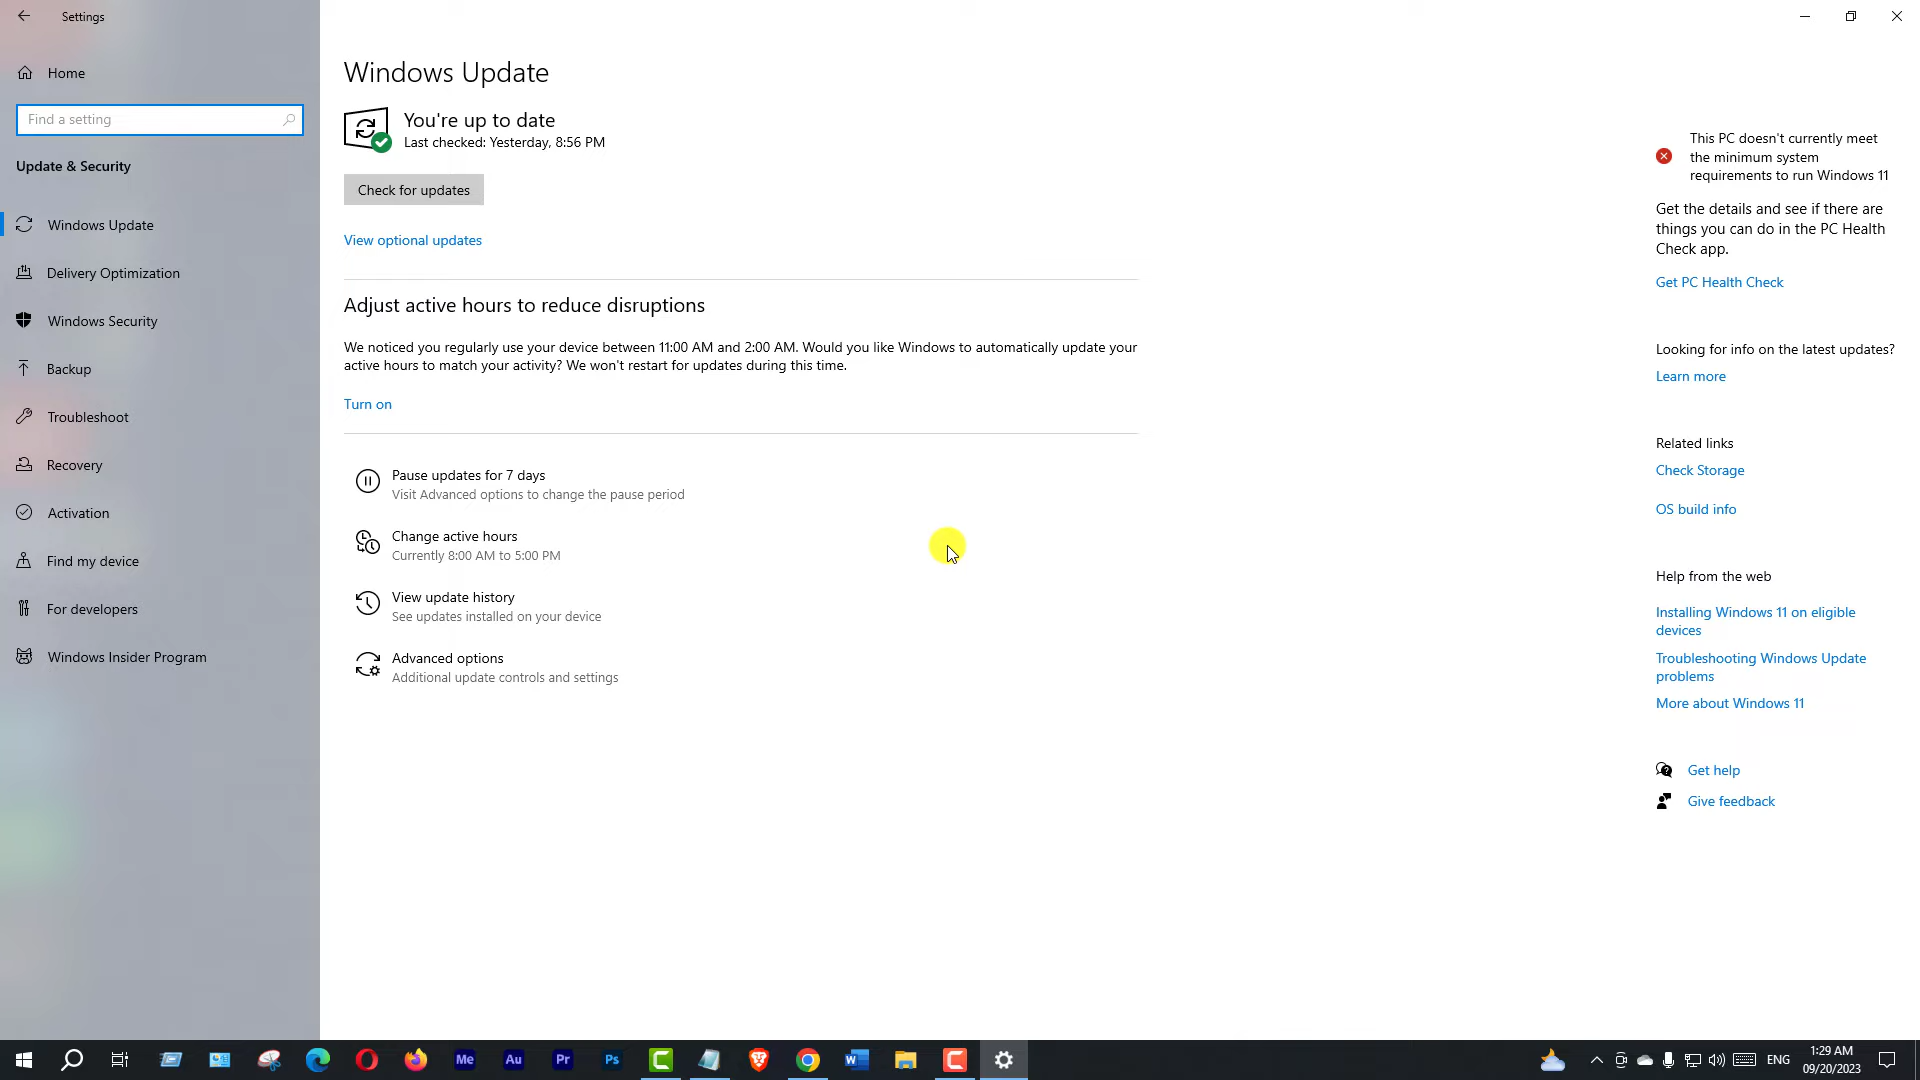 Settings
Home
Find a setting
Update & Security
Windows Update
Delivery Optimization
Windows Security
Backup
Troubleshoot
Recovery
Activation
Find my device
For developers
Windows Insider Program
Windows Update
You're up to date
Last checked: Yesterday, 8:56 PM
Check for updates
View optional updates
Adjust active hours to reduce disruptions
We noticed you regularly use your device between 11:00 AM and 2:00 AM. Would you like Windows to automatically update your
active hours to match your activity? We won't restart for updates during this time.
Turn on
Pause updates for 7 days
Visit Advanced options to change the pause period
Change active hours
Currently 8:00 AM to 5:00 PM
View update history
See updates installed on your device
Advanced options
Additional update controls and settings
This PC doesn't currently meet
the minimum system
requirements to run Windows 11
Get the details and see if there are
things you can do in the PC Health
Check app.
Get PC Health Check
Looking for info on the latest updates?
Learn more
Related links
Check Storage
OS build info
Help from the web
Installing Windows 11 on eligible
devices
Troubleshooting Windows Update
problems
More about Windows 11
Get help
Give feedback
Me
Au
Pr
Ps
ENG
1:29 AM
09/20/2023